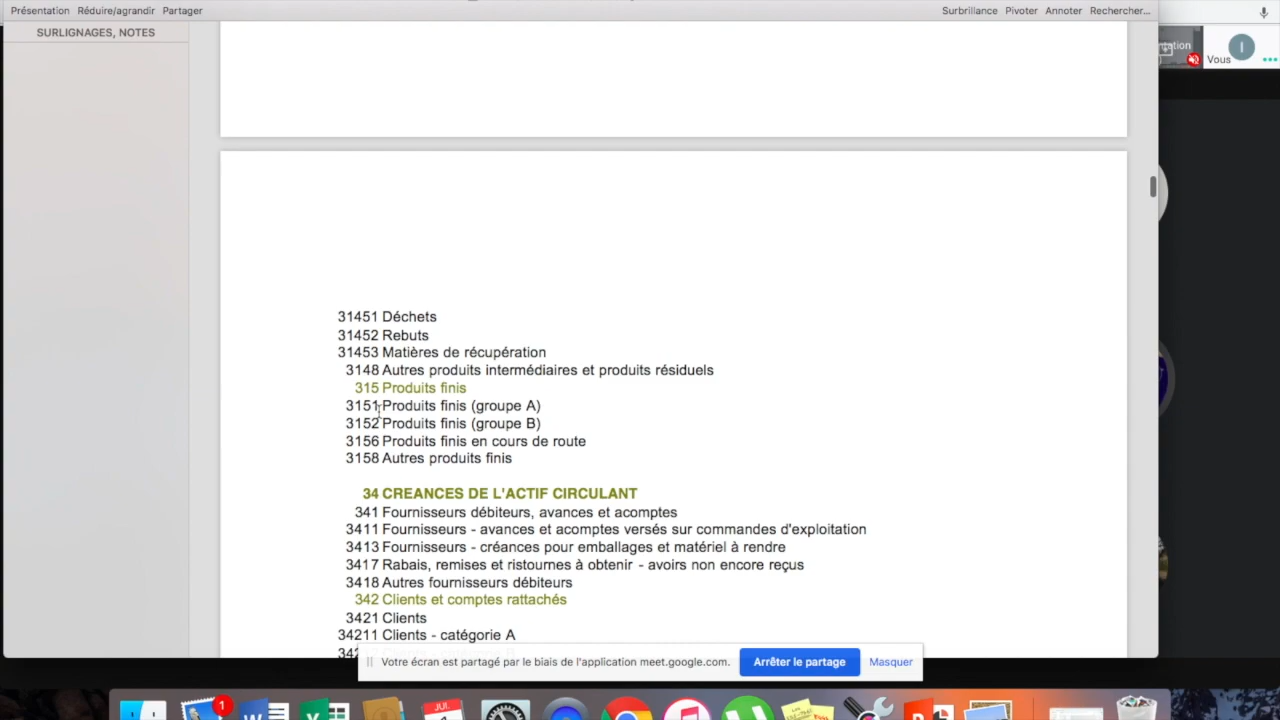 Présentation Réduire/agrandir Partager
Surbrillance Pivoter Annoter Rechercher...
SURLIGNAGES, NOTES
Vous
I
31451 Déchets
31452 Rebuts
31453 Matières de récupération
3148 Autres produits intermédiaires et produits résiduels
315 Produits finis
3151 Produits finis (groupe A)
3152 Produits finis (groupe B)
3156 Produits finis en cours de route
3158 Autres produits finis
34 CREANCES DE L'ACTIF CIRCULANT
341 Fournisseurs débiteurs, avances et acomptes
3411 Fournisseurs - avances et acomptes versés sur commandes d'exploitation
3413 Fournisseurs - créances pour emballages et matériel à rendre
3417 Rabais, remises et ristournes à obtenir - avoirs non encore reçus
3418 Autres fournisseurs débiteurs
342 Clients et comptes rattachés
3421 Clients
34211 Clients - catégorie A
Votre écran est partagé par le biais de l'application meet.google.com.
Arrêter le partage
Masquer
1
JUIL.